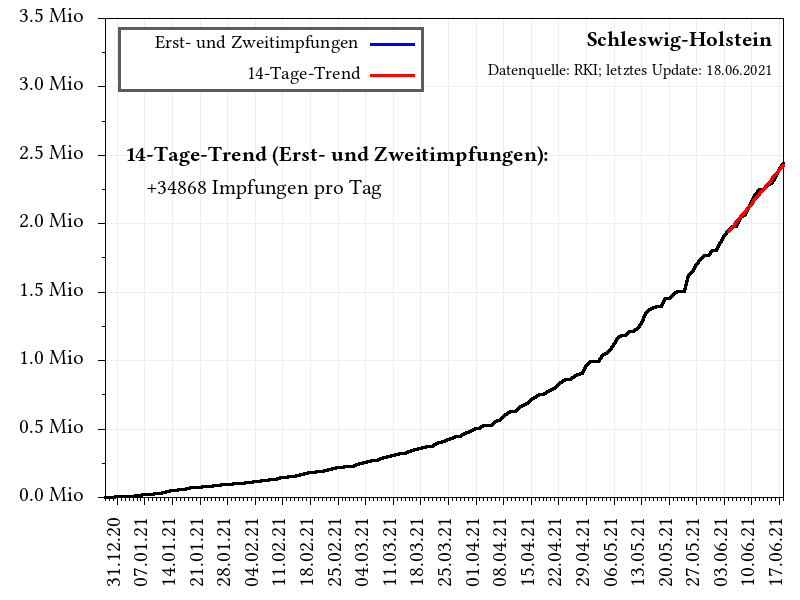 3.5 Mio
3.0 Mio
2.5 Mio
2.0 Mio
1.5 Mio
1.0 Mio
0.5 Mio
0.0 Mio
Erst- und Zweitimpfungen
14-Tage-Trend
Schleswig-Holstein
Datenquelle: RKI; letztes Update: 18.06.2021
14-Tage-Trend (Erst- und Zweitimpfungen):
+34868 Impfungen pro Tag
31.12.20
07.01.21
14.01.21
21.01.21
28.01.21
04.02.21
11.02.21
18.02.21
25.02.21
04.03.21
11.03.21
18.03.21
25.03.21
01.04.21
08.04.21
15.04.21
22.04.21
29.04.21
06.05.21
13.05.21
20.05.21
27.05.21
03.06.21
10.06.21
17.06.21